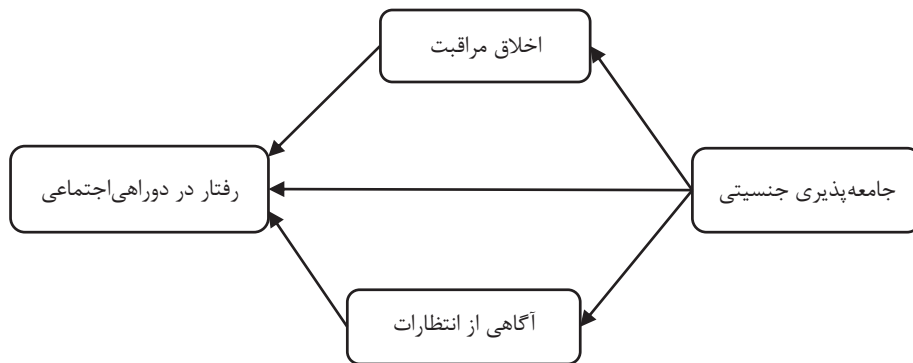 اخلاق مراقبت
جامعه‌پذیری جنسیتی
رفتار در دوراهی‌اجتماعی
آگاهی از انتظارات